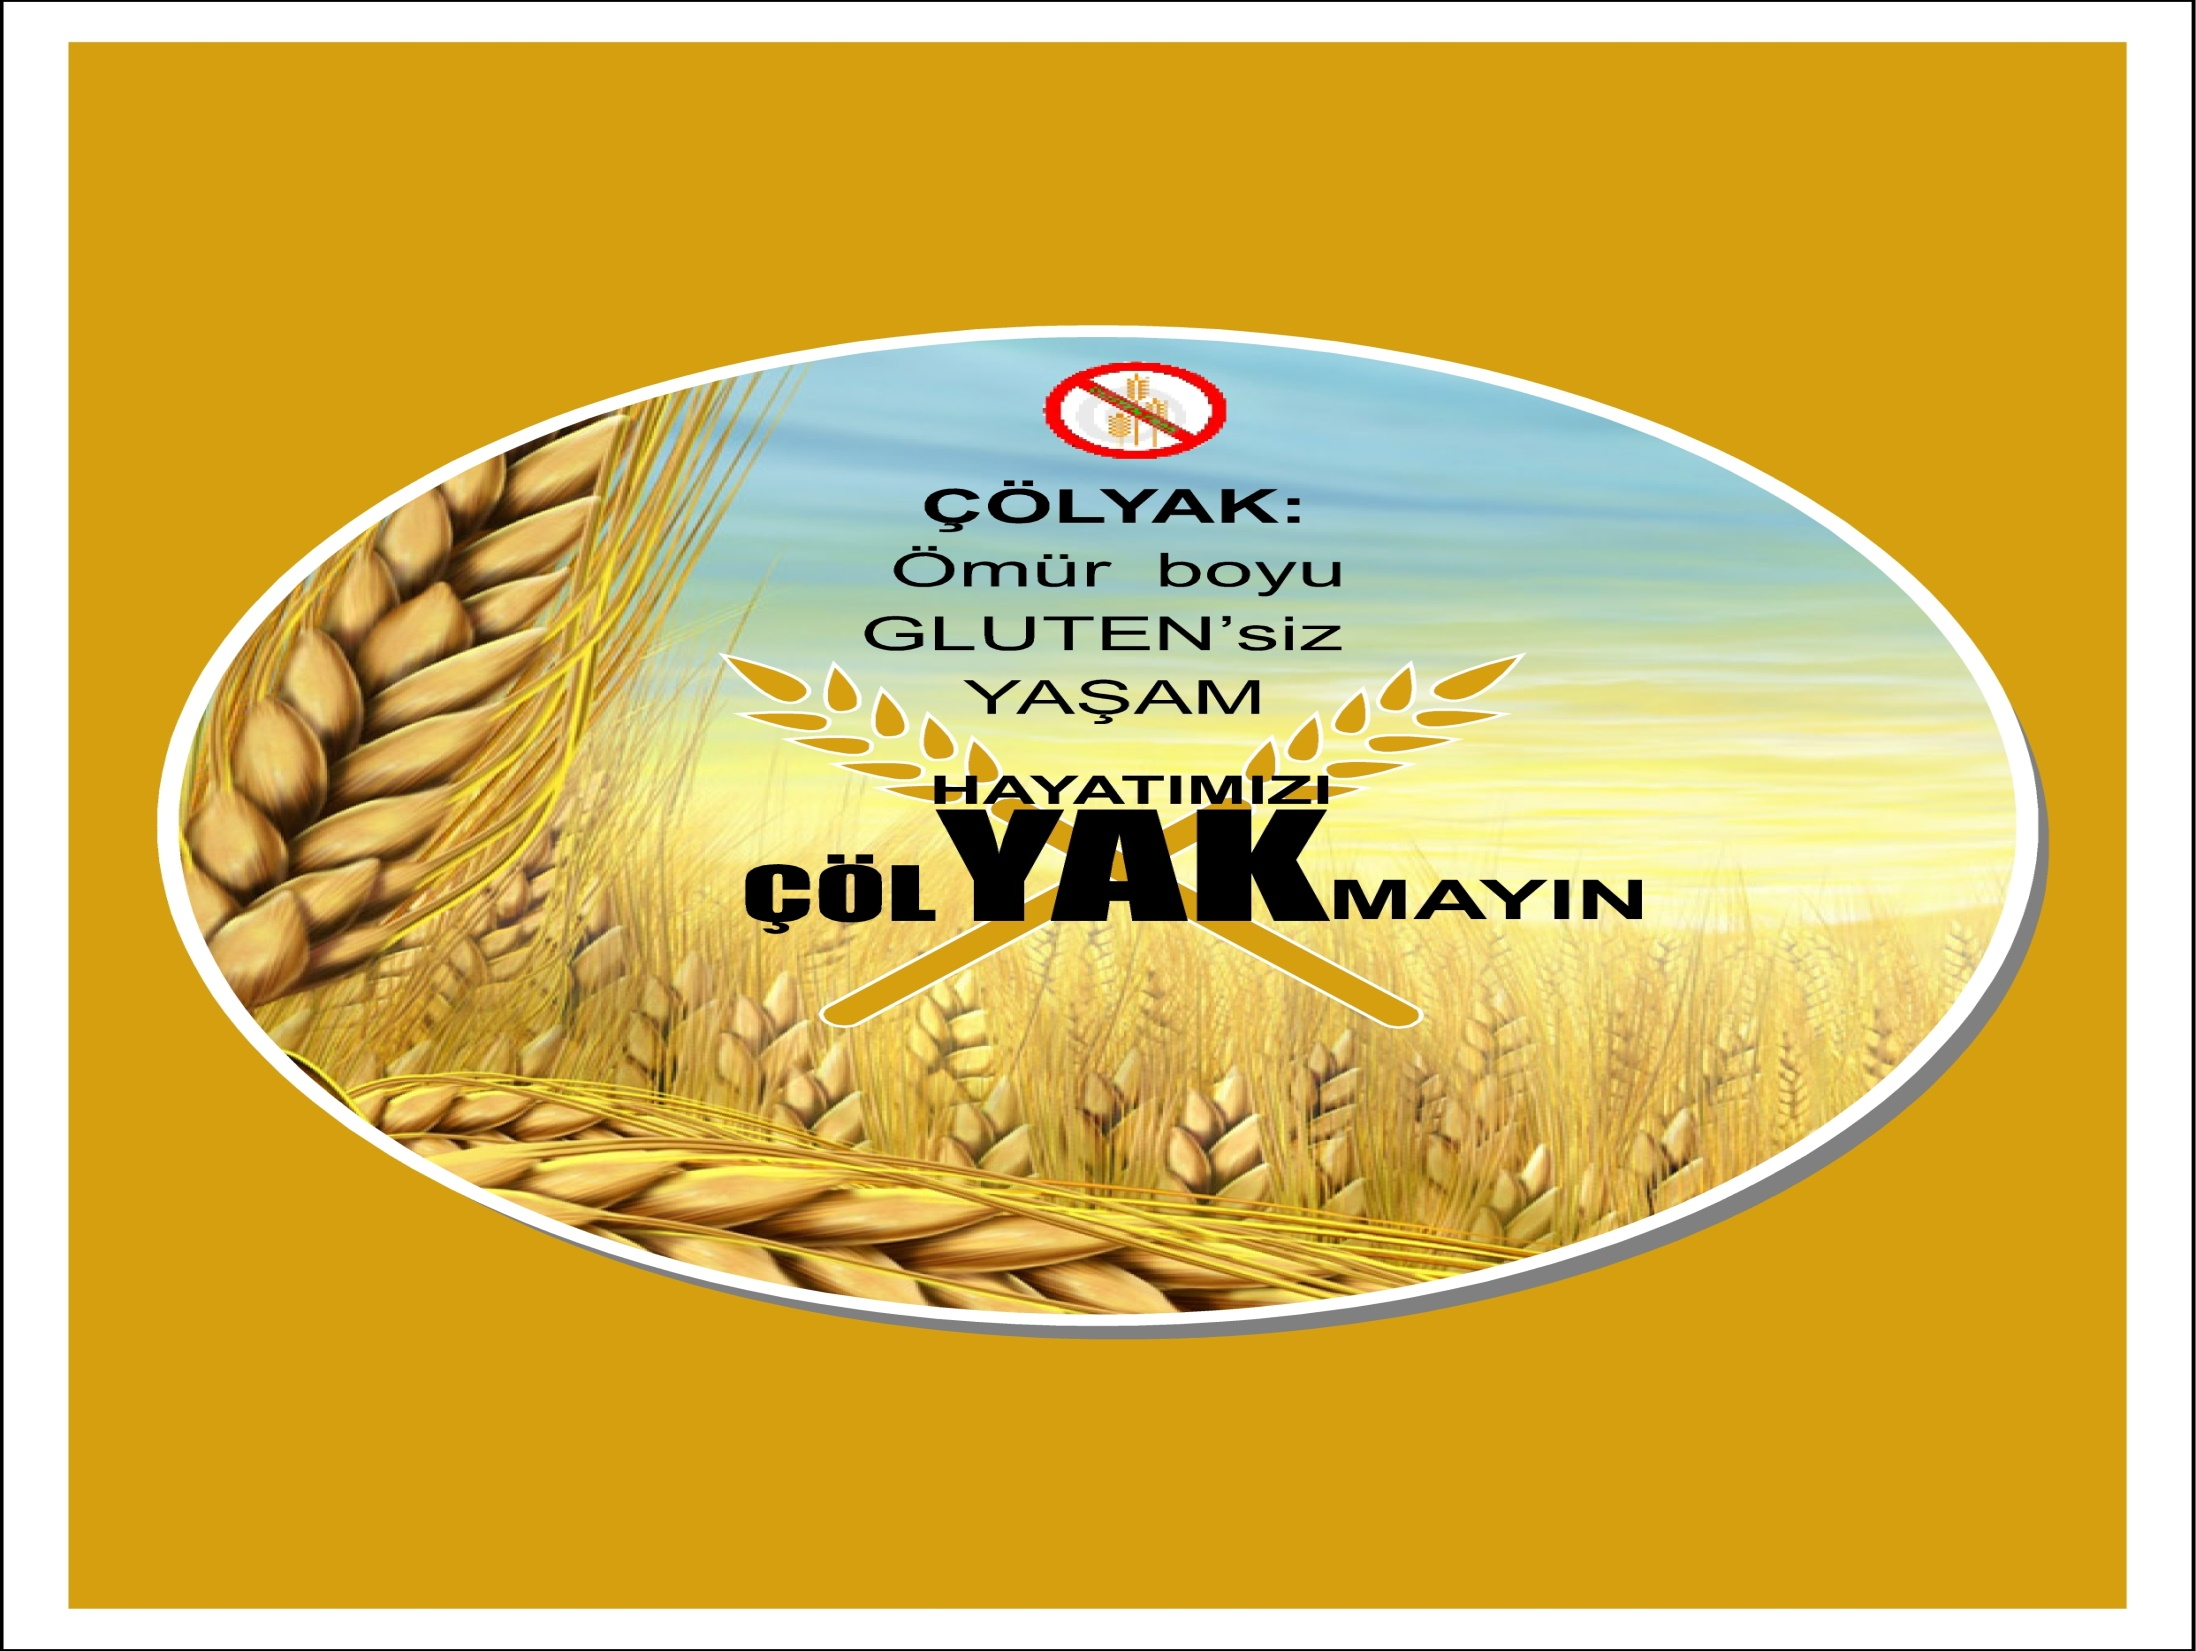 ÇÖLYAK:
Ömür boyu
GLUTEN’siz
YAŞAM
HAYATIMIZI
ÇÖLYAKMAYIN